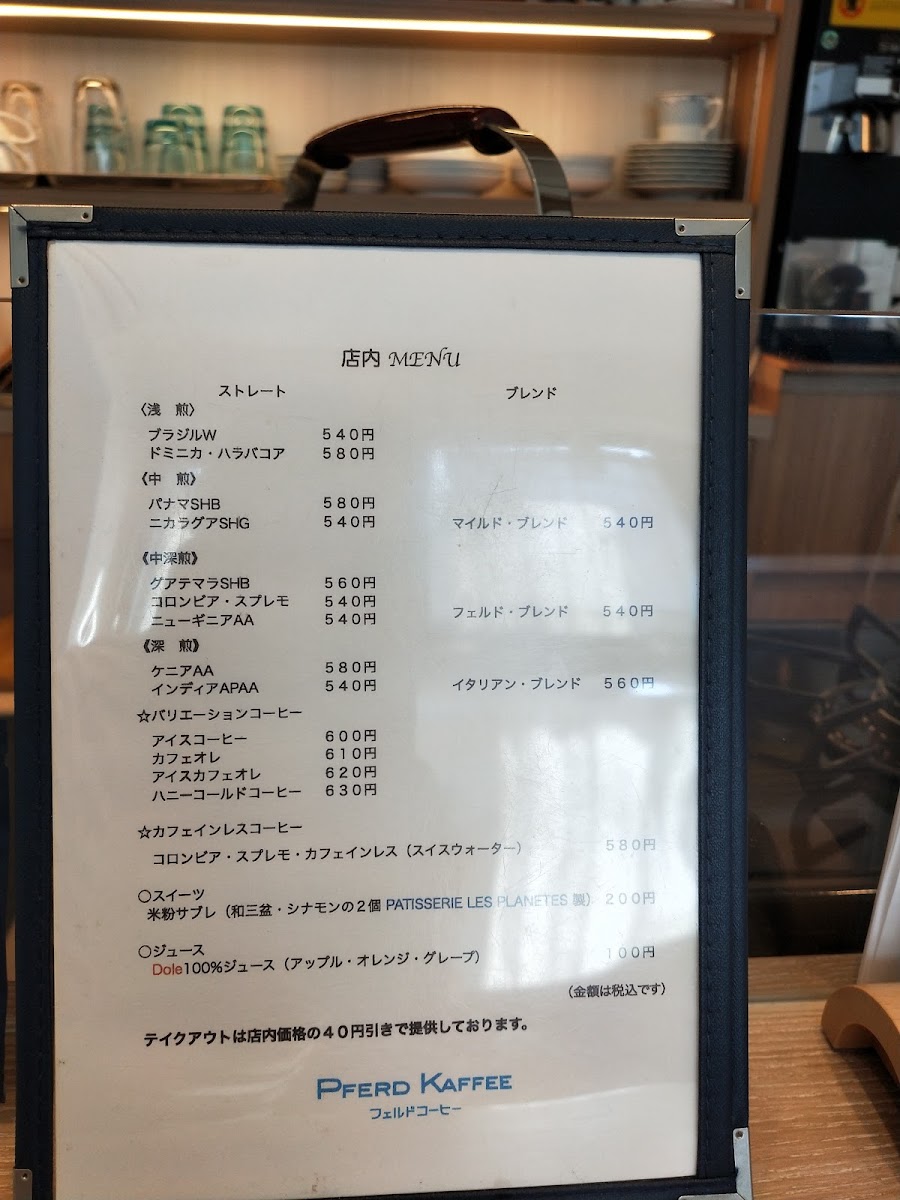 店内 MENU
ストレート ブレンド
〈浅 煎〉
ブラジルW 540円
ドミニカ・ハラバコア 580円
〈中 煎〉
パナマSHB 580円
ニカラグアSHG 540円 マイルド・ブレンド 540円
《中深煎》
グアテマラSHB 560円
コロンビア・スプレモ 540円 フェルド・ブレンド 540円
ニューギニアAA 540円
《深 煎》
ケニアAA 580円
インディアAPAA 540円 イタリアン・ブレンド 560円
☆バリエーションコーヒー
アイスコーヒー 600円
カフェオレ 610円
アイスカフェオレ 620円
ハニーコールドコーヒー 630円
☆カフェインレスコーヒー
コロンビア・スプレモ・カフェインレス（スイスウォーター） 580円
○スイーツ
米粉サブレ（和三盆・シナモンの2個 PATISSERIE LES PLANETES 製） 200円
○ジュース
Dole100%ジュース（アップル・オレンジ・グレープ） 100円
（金額は税込です）
テイクアウトは店内価格の40円引きで提供しております。
PFERD KAFFEE
フェルドコーヒー